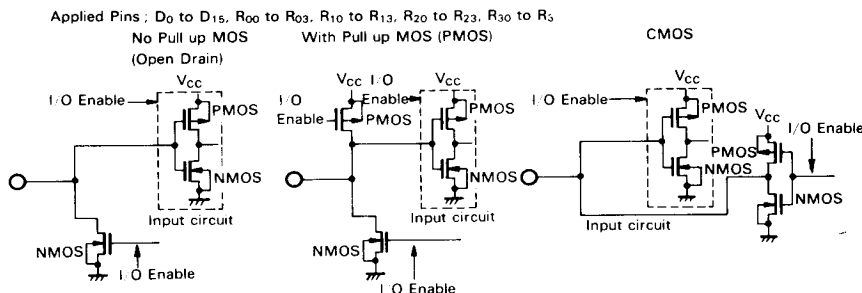 Applied Pins ; D0 to D15, R00 to R03, R10 to R13, R20 to R23, R30 to R3
No Pull up MOS
(Open Drain)
With Pull up MOS (PMOS)
CMOS
VCC
I/O Enable
PMOS
NMOS
Input circuit
NMOS
I/O Enable
VCC
I/O
Enable
PMOS
I/O
Enable
VCC
PMOS
NMOS
Input circuit
NMOS
I/O Enable
VCC
I/O Enable
PMOS
NMOS
Input circuit
VCC
I/O Enable
PMOS
NMOS